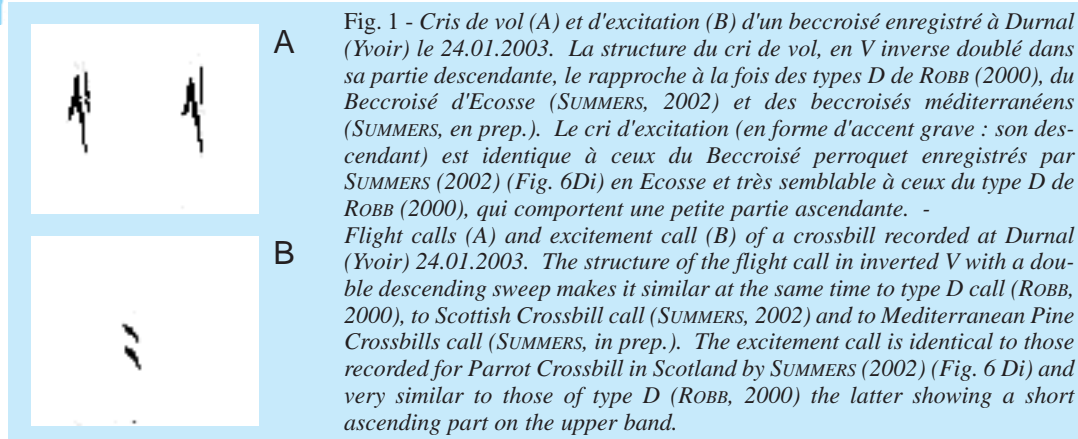 A
B
Fig. 1 - Cris de vol (A) et d'excitation (B) d'un beccroisé enregistré à Durnal
(Yvoir) le 24.01.2003. La structure du cri de vol, en V inverse doublé dans
sa partie descendante, le rapproche à la fois des types D de ROBB (2000), du
Beccroisé d'Ecosse (SUMMERS, 2002) et des beccroisés méditerranéens
(SUMMERS, en prep.). Le cri d'excitation (en forme d'accent grave : son des-
cendant) est identique à ceux du Beccroisé perroquet enregistrés par
SUMMERS (2002) (Fig. 6Di) en Ecosse et très semblable à ceux du type D de
ROBB (2000), qui comportent une petite partie ascendante. -
Flight calls (A) and excitement call (B) of a crossbill recorded at Durnal
(Yvoir) 24.01.2003. The structure of the flight call in inverted V with a dou-
ble descending sweep makes it similar at the same time to type D call (ROBB,
2000), to Scottish Crossbill call (SUMMERS, 2002) and to Mediterranean Pine
Crossbills call (SUMMERS, in prep.). The excitement call is identical to those
recorded for Parrot Crossbill in Scotland by SUMMERS (2002) (Fig. 6 Di) and
very similar to those of type D (ROBB, 2000) the latter showing a short
ascending part on the upper band.